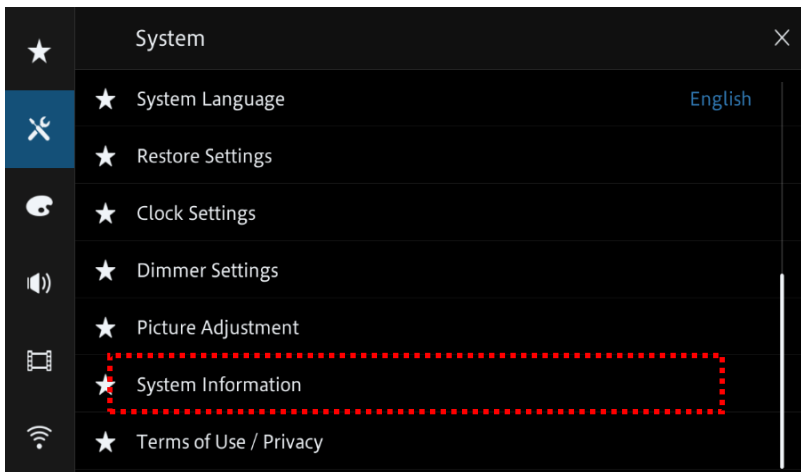 System
System Language English
Restore Settings
Clock Settings
Dimmer Settings
Picture Adjustment
System Information
Terms of Use / Privacy